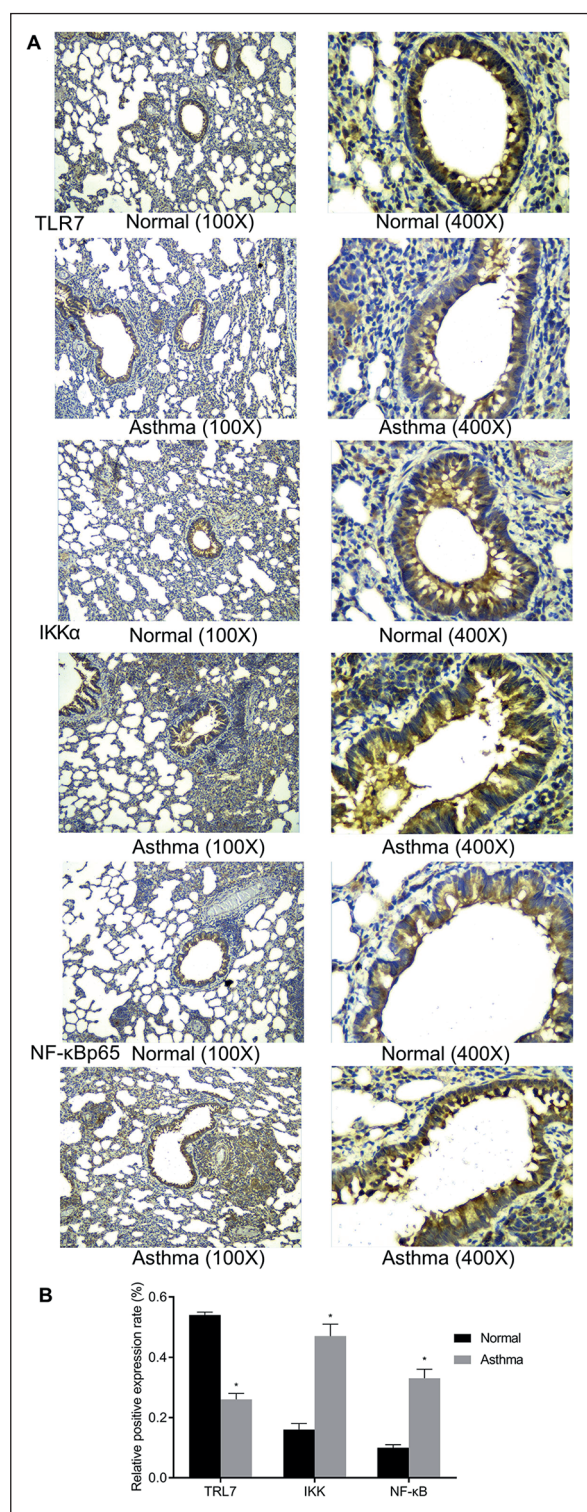 A
Normal (100X) Normal (400X)
TLR7
Asthma (100X) Asthma (400X)
Normal (100X) Normal (400X)
IKKα
Asthma (100X) Asthma (400X)
Normal (100X) Normal (400X)
NF-κBp65
Asthma (100X) Asthma (400X)
B
Relative positive expression rate (%)
0.6
0.4
0.2
0.0
* * *
Normal
Asthma
TRL7 IKK NF-κB